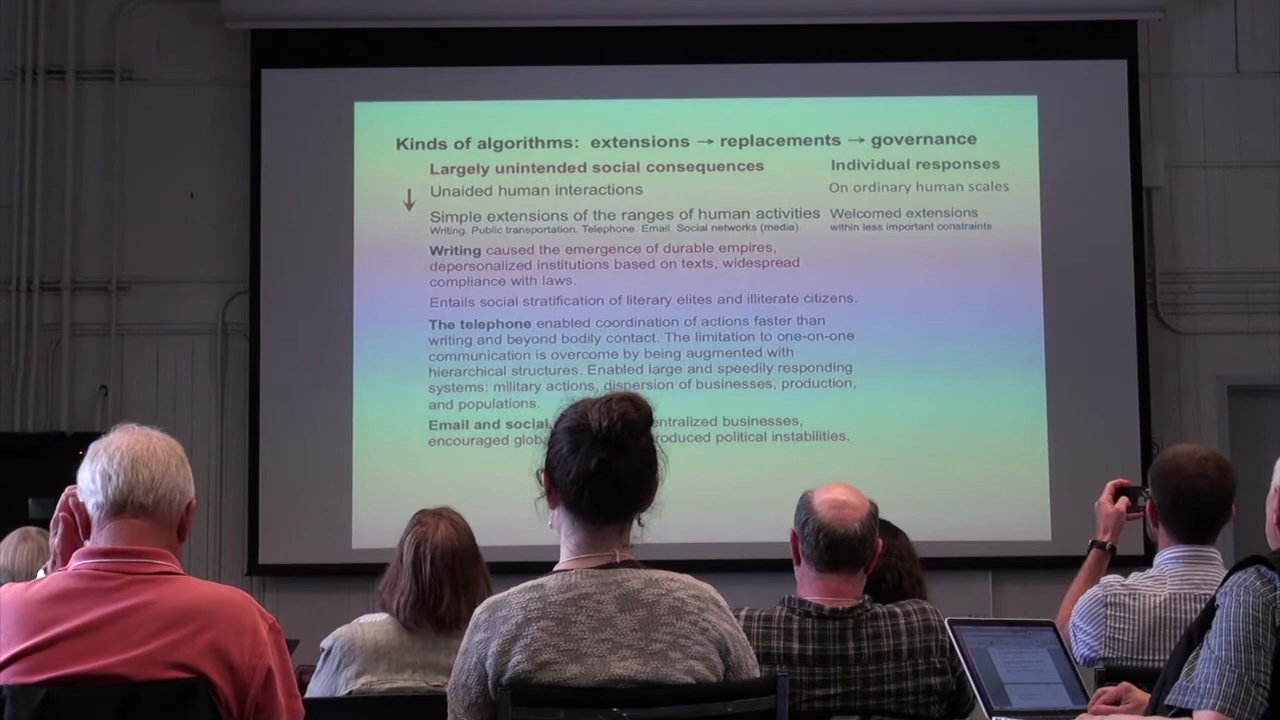 Kinds of algorithms: extensions → replacements → governance
Largely unintended social consequences
Individual responses
Unaided human interactions
On ordinary human scales
Simple extensions of the ranges of human activities
Welcomed extensions
Writing. Public transportation. Telephone. Email. Social networks (media).
within less important constraints
Writing caused the emergence of durable empires,
depersonalized institutions based on texts, widespread
compliance with laws.
Entails social stratification of literary elites and illiterate citizens.
The telephone enabled coordination of actions faster than
writing and beyond bodily contact. The limitation to one-on-one
communication is overcome by being augmented with
hierarchical structures. Enabled large and speedily responding
systems: military actions, dispersion of businesses, production,
and populations.
Email and social businesses,
encouraged political instabilities.